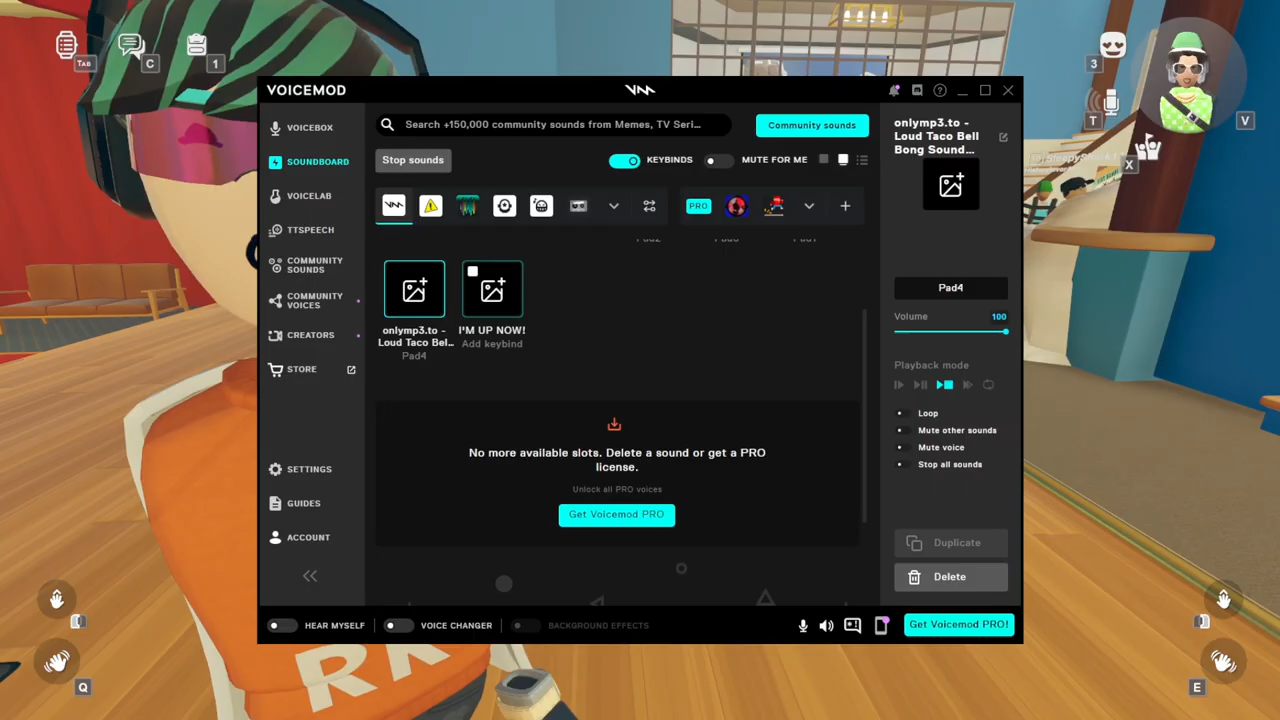 Tab
C
1
3
T
V
X
Q
E
VOICEMOD
VOICEBOX
SOUNDBOARD
VOICELAB
TTSPEECH
COMMUNITY
SOUNDS
COMMUNITY
VOICES
CREATORS
STORE
SETTINGS
GUIDES
ACCOUNT
Search +150,000 community sounds from Memes, TV Seri...
Community sounds
Stop sounds
KEYBINDS
MUTE FOR ME
PRO
onlymp3.to -
Loud Taco Bel...
Pad4
I'M UP NOW!
Add keybind
No more available slots. Delete a sound or get a PRO
license.
Unlock all PRO voices
Get Voicemod PRO
onlymp3.to -
Loud Taco Bell
Bong Sound...
Pad4
Volume
100
Playback mode
Loop
Mute other sounds
Mute voice
Stop all sounds
Duplicate
Delete
HEAR MYSELF
VOICE CHANGER
BACKGROUND EFFECTS
Get Voicemod PRO!